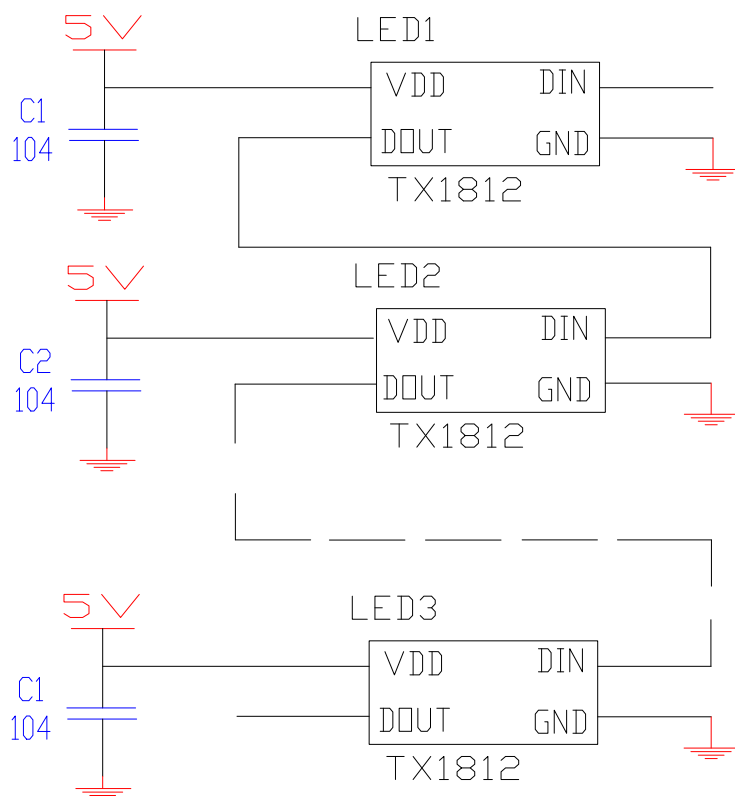 5V
LED1
VDD
DIN
C1
104
DOUT
GND
TX1812
5V
LED2
VDD
DIN
C2
104
DOUT
GND
TX1812
5V
LED3
VDD
DIN
C1
104
DOUT
GND
TX1812